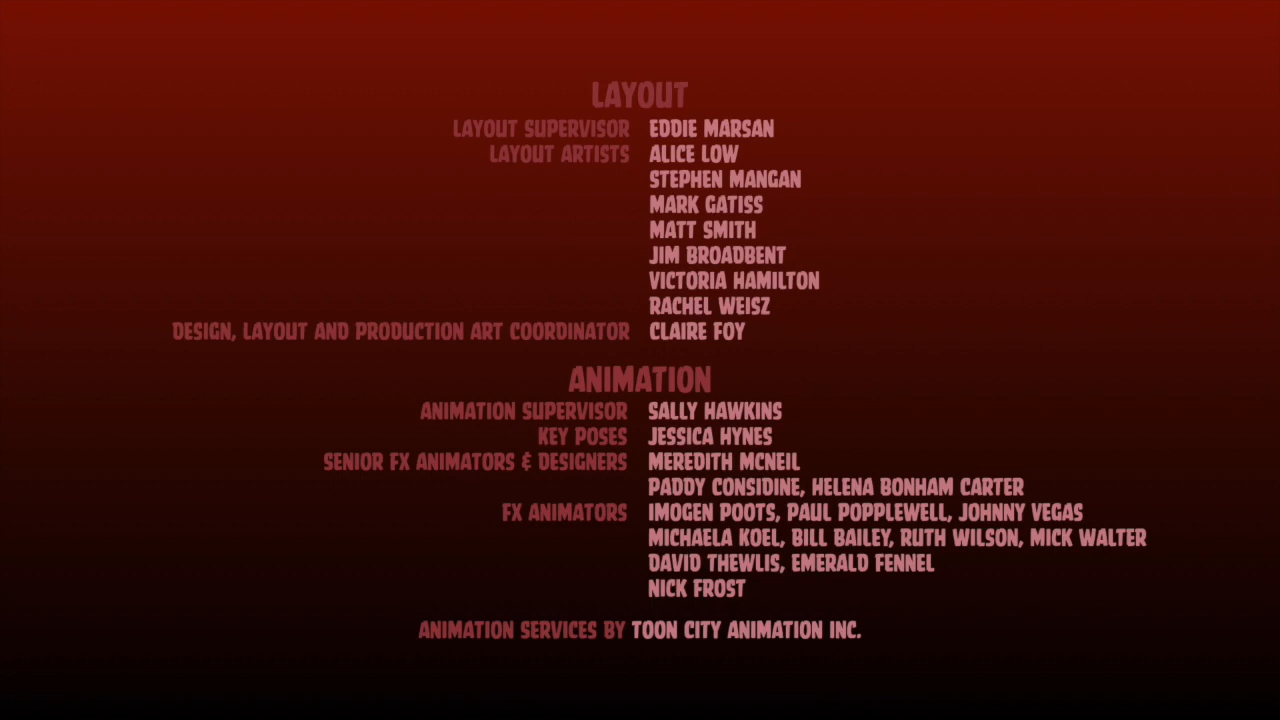 LAYOUT
LAYOUT SUPERVISOR EDDIE MARSAN
LAYOUT ARTISTS ALICE LOW
STEPHEN MANGAN
MARK GATISS
MATT SMITH
JIM BROADBENT
VICTORIA HAMILTON
RACHEL WEISZ
DESIGN, LAYOUT AND PRODUCTION ART COORDINATOR CLAIRE FOY
ANIMATION
ANIMATION SUPERVISOR SALLY HAWKINS
KEY POSES JESSICA HYNES
SENIOR FX ANIMATORS & DESIGNERS MEREDITH MCNEIL
PADDY CONSIDINE, HELENA BONHAM CARTER
FX ANIMATORS IMOGEN POOTS, PAUL POPPLEWELL, JOHNNY VEGAS
MICHAELA KOEL, BILL BAILEY, RUTH WILSON, MICK WALTER
DAVID THEWLIS, EMERALD FENNEL
NICK FROST
ANIMATION SERVICES BY TOON CITY ANIMATION INC.